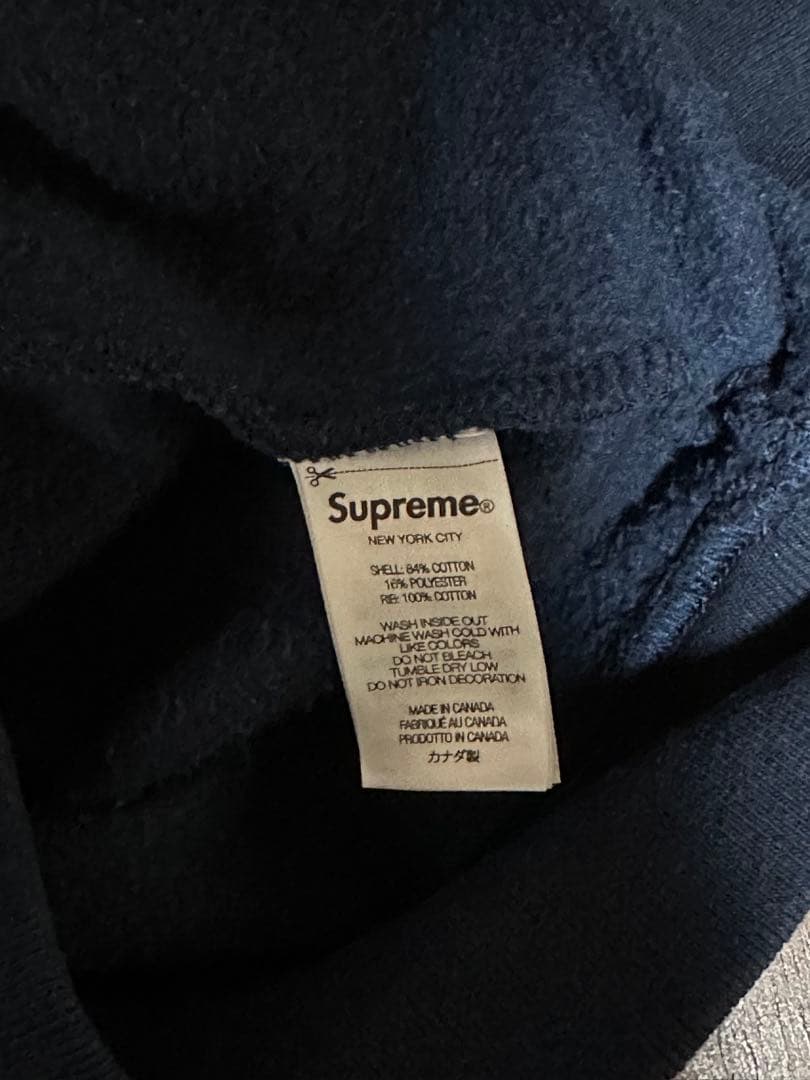 Supreme®
NEW YORK CITY
SHELL: 84% COTTON
16% POLYESTER
RIB: 100% COTTON
WASH INSIDE OUT
MACHINE WASH COLD WITH
LIKE COLORS
DO NOT BLEACH
TUMBLE DRY LOW
DO NOT IRON DECORATION
MADE IN CANADA
FABRIQUÉ AU CANADA
PRODOTTO IN CANADA
カナダ製